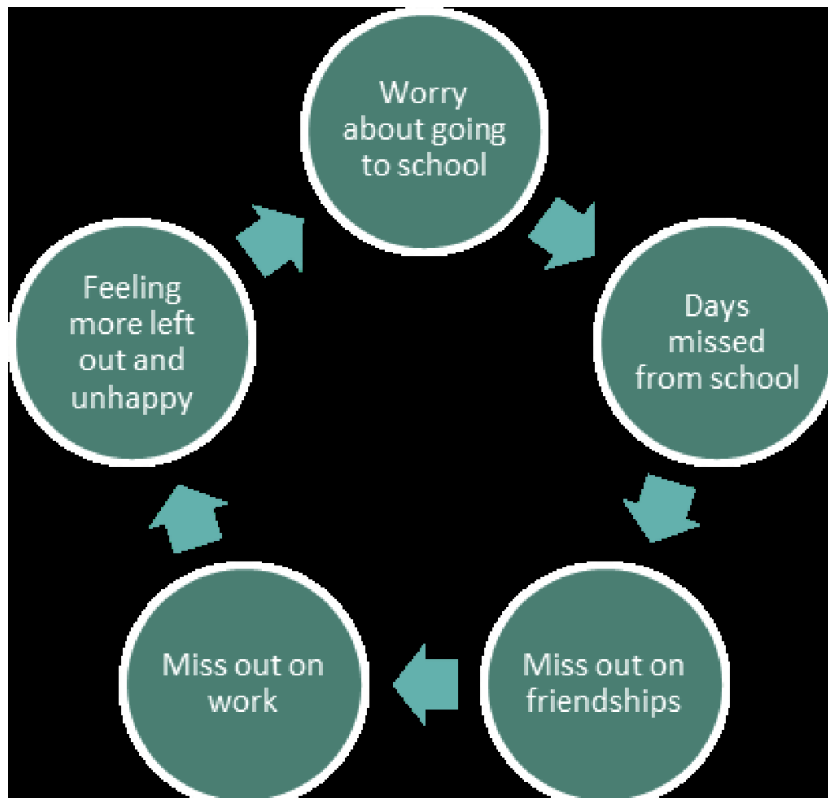 Worry
about going
to school
Days
missed
from school
Miss out on
friendships
Miss out on
work
Feeling
more left
out and
unhappy